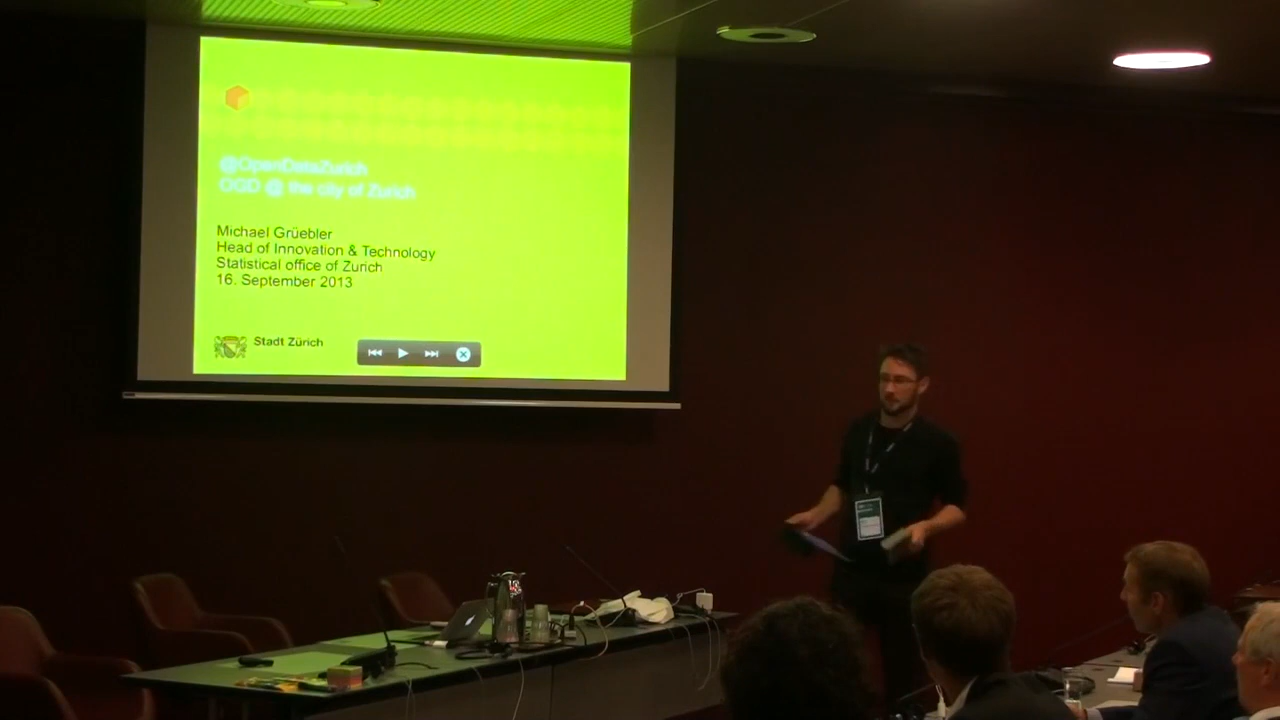 @OpenDataZurich
OGD @ the city of Zurich
Michael Grüebler
Head of Innovation & Technology
Statistical office of Zurich
16. September 2013
Stadt Zürich